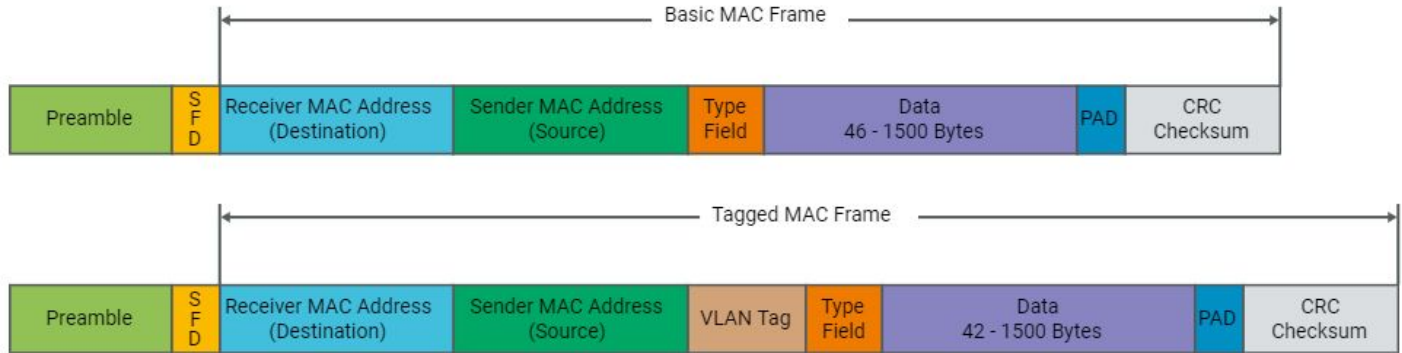 Basic MAC Frame
Preamble
S
F
D
Receiver MAC Address
(Destination)
Sender MAC Address
(Source)
Type
Field
Data
46 - 1500 Bytes
PAD
CRC
Checksum
Tagged MAC Frame
Preamble
S
F
D
Receiver MAC Address
(Destination)
Sender MAC Address
(Source)
VLAN Tag
Type
Field
Data
42 - 1500 Bytes
PAD
CRC
Checksum